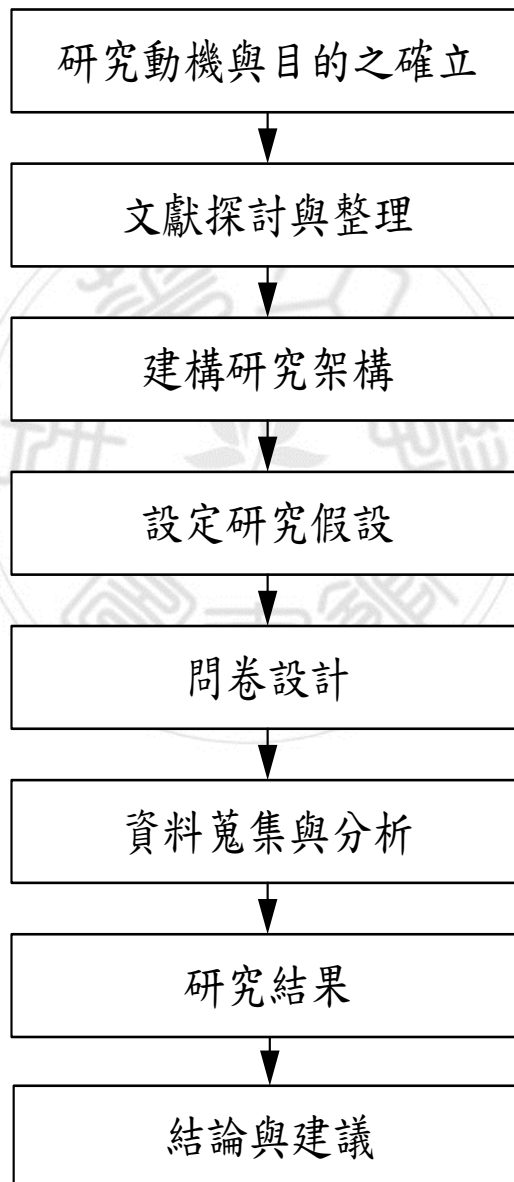 研究動機與目的之確立
文獻探討與整理
建構研究架構
設定研究假設
問卷設計
資料蒐集與分析
研究結果
結論與建議